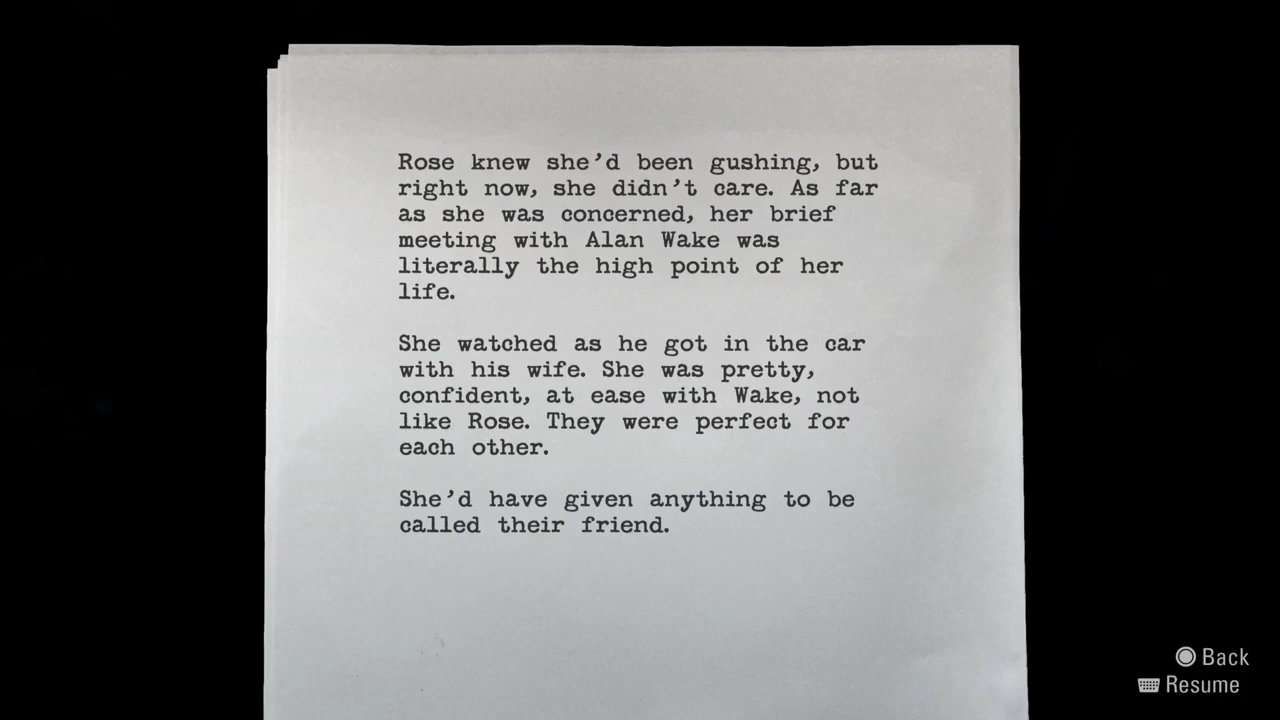 Rose knew she’d been gushing, but
right now, she didn’t care. As far
as she was concerned, her brief
meeting with Alan Wake was
literally the high point of her
life.
She watched as he got in the car
with his wife. She was pretty,
confident, at ease with Wake, not
like Rose. They were perfect for
each other.
She’d have given anything to be
called their friend.
Back
Resume